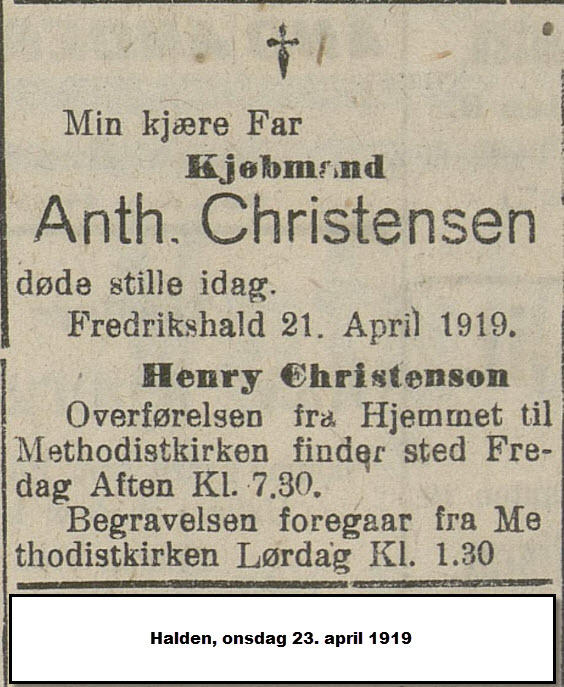 Min kjære Far
Kjøbmand
Anth. Christensen
døde stille idag.
Fredrikshald 21. April 1919.
Henry Christenson
Overførelsen fra Hjemmet til
Methodistkirken finder sted Fre-
dag Aften Kl. 7.30.
Begravelsen foregaar fra Me
thodistkirken Lørdag Kl. 1.30
Halden, onsdag 23. april 1919